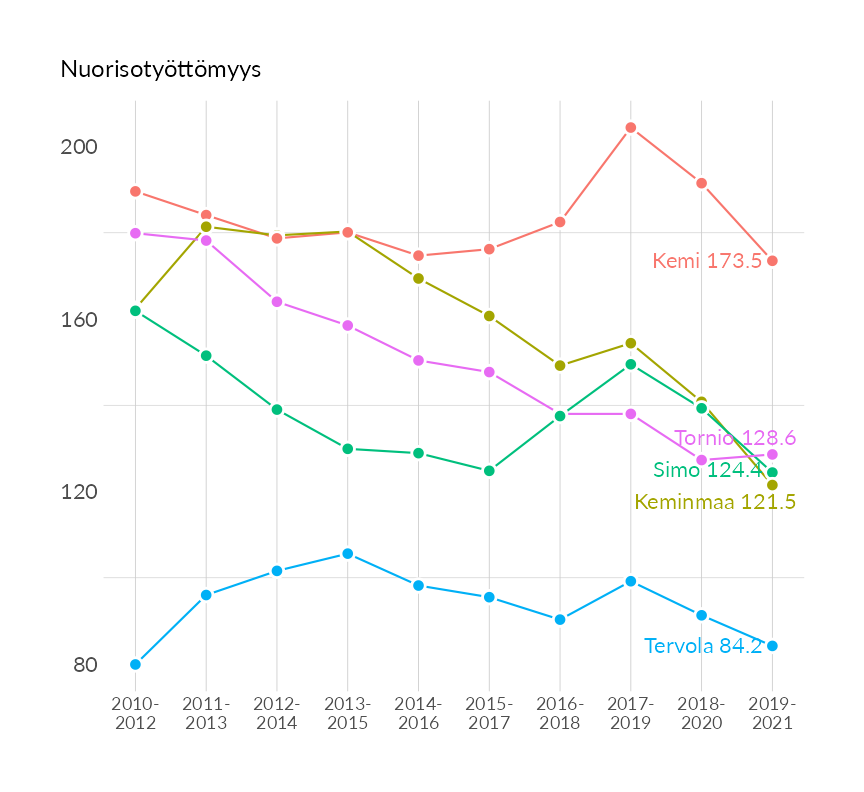 Nuorisotyöttömyys
200
160
120
80
Kemi 173.5
Tornio 128.6
Simo 124.4
Keminmaa 121.5
Tervola 84.2
2010- 2011- 2012- 2013- 2014- 2015- 2016- 2017- 2018- 2019-
2012 2013 2014 2015 2016 2017 2018 2019 2020 2021